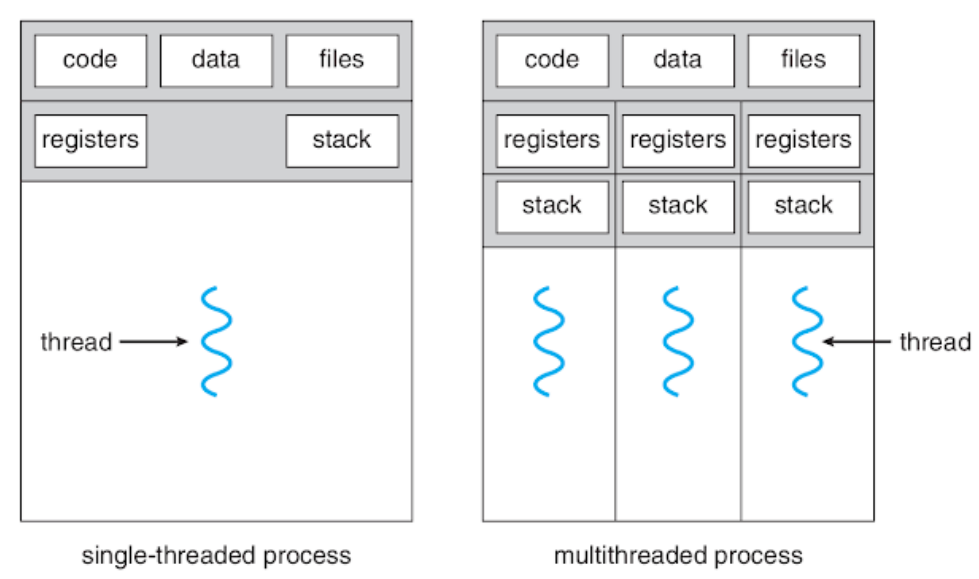 code data files
registers stack
thread
single-threaded process
code data files
registers registers registers
stack stack stack
thread
multithreaded process